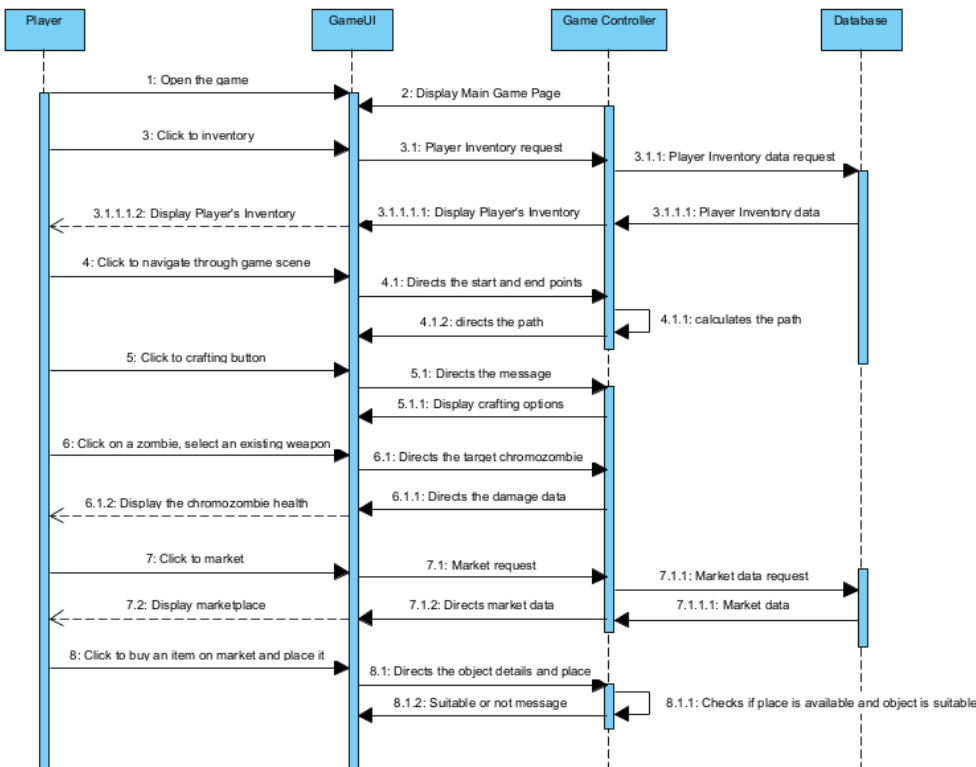 Player
GameUI
Game Controller
Database
1: Open the game
2: Display Main Game Page
3: Click to inventory
3.1: Player Inventory request
3.1.1: Player Inventory data request
3.1.1.1.2: Display Player's Inventory
3.1.1.1.1: Display Player's Inventory
3.1.1.1: Player Inventory data
4: Click to navigate through game scene
4.1: Directs the start and end points
4.1.1: calculates the path
4.1.2: directs the path
5: Click to crafting button
5.1: Directs the message
5.1.1: Display crafting options
6: Click on a zombie, select an existing weapon
6.1: Directs the target chromozombie
6.1.1: Directs the damage data
6.1.2: Display the chromozombie health
7: Click to market
7.1: Market request
7.1.1: Market data request
7.2: Display marketplace
7.1.2: Directs market data
7.1.1.1: Market data
8: Click to buy an item on market and place it
8.1: Directs the object details and place
8.1.2: Suitable or not message
8.1.1: Checks if place is available and object is suitable